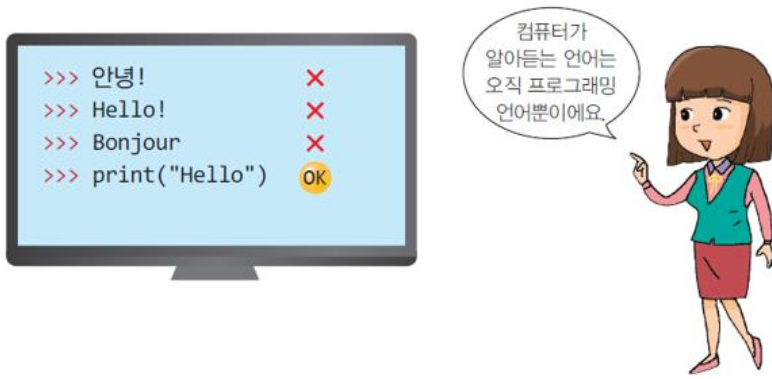 >>> 안녕! ×
>>> Hello! ×
>>> Bonjour ×
>>> print("Hello") OK
컴퓨터가
알아듣는 언어는
오직 프로그래밍
언어뿐이에요.